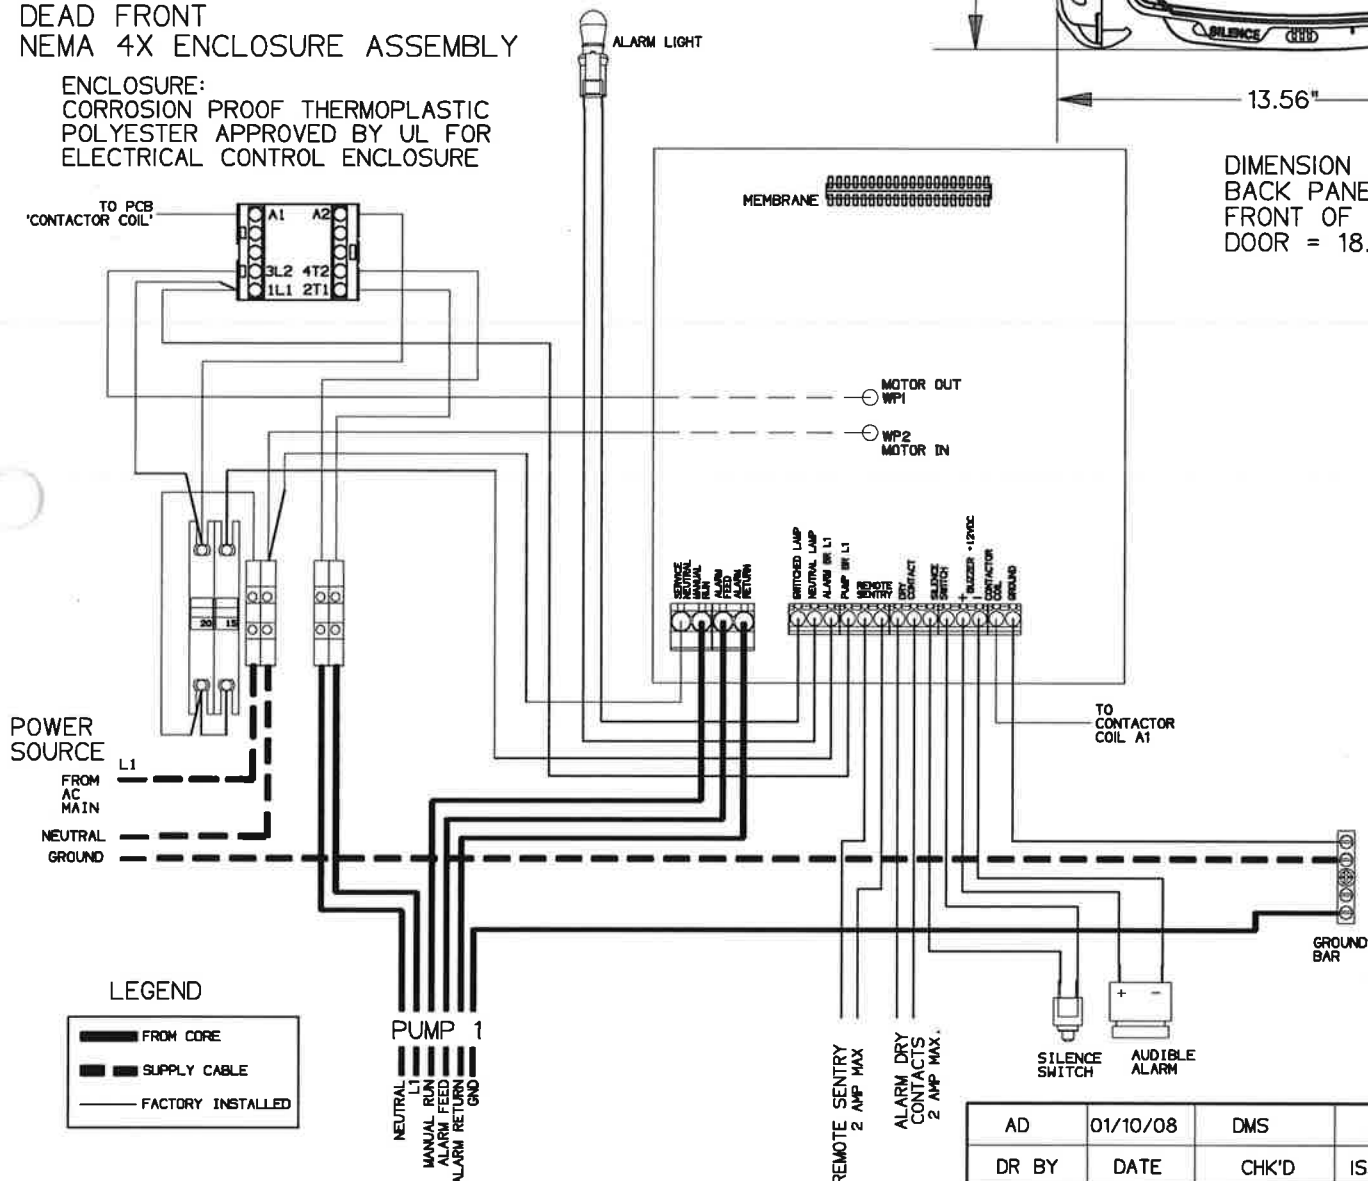 DEAD FRONT
NEMA 4X ENCLOSURE ASSEMBLY
ENCLOSURE:
CORROSION PROOF THERMOPLASTIC
POLYESTER APPROVED BY UL FOR
ELECTRICAL CONTROL ENCLOSURE
ALARM LIGHT
SILENCE
13.56"
DIMENSION
BACK PANE
FRONT OF
DOOR = 18.
MEMBRANE
TO PCB
'CONTACTOR COIL'
A1 A2
3L2 4T2
1L1 2T1
MOTOR OUT
WP1
WP2
MOTOR IN
SERVICE
NEUTRAL
MANUAL
RUN
ALARM
FEED
ALARM
RETURN
SWITCHED LAMP
NEUTRAL LAMP
ALARM BR L1
PUMP BR L1
REMOTE
SENTRY
DRY
CONTACT
SILENCE
SWITCH
+
BUZZER +12VDC
–
CONTACTOR
COIL
GROUND
20 15
TO
CONTACTOR
COIL A1
POWER
SOURCE
L1
FROM
AC
MAIN
NEUTRAL
GROUND
GROUND
BAR
LEGEND
FROM CORE
SUPPLY CABLE
FACTORY INSTALLED
PUMP 1
NEUTRAL
L1
MANUAL RUN
ALARM FEED
ALARM RETURN
GND
REMOTE SENTRY
2 AMP MAX
ALARM DRY
CONTACTS
2 AMP MAX.
SILENCE
SWITCH
+ -
AUDIBLE
ALARM
AD 01/10/08 DMS
DR BY DATE CHK'D IS